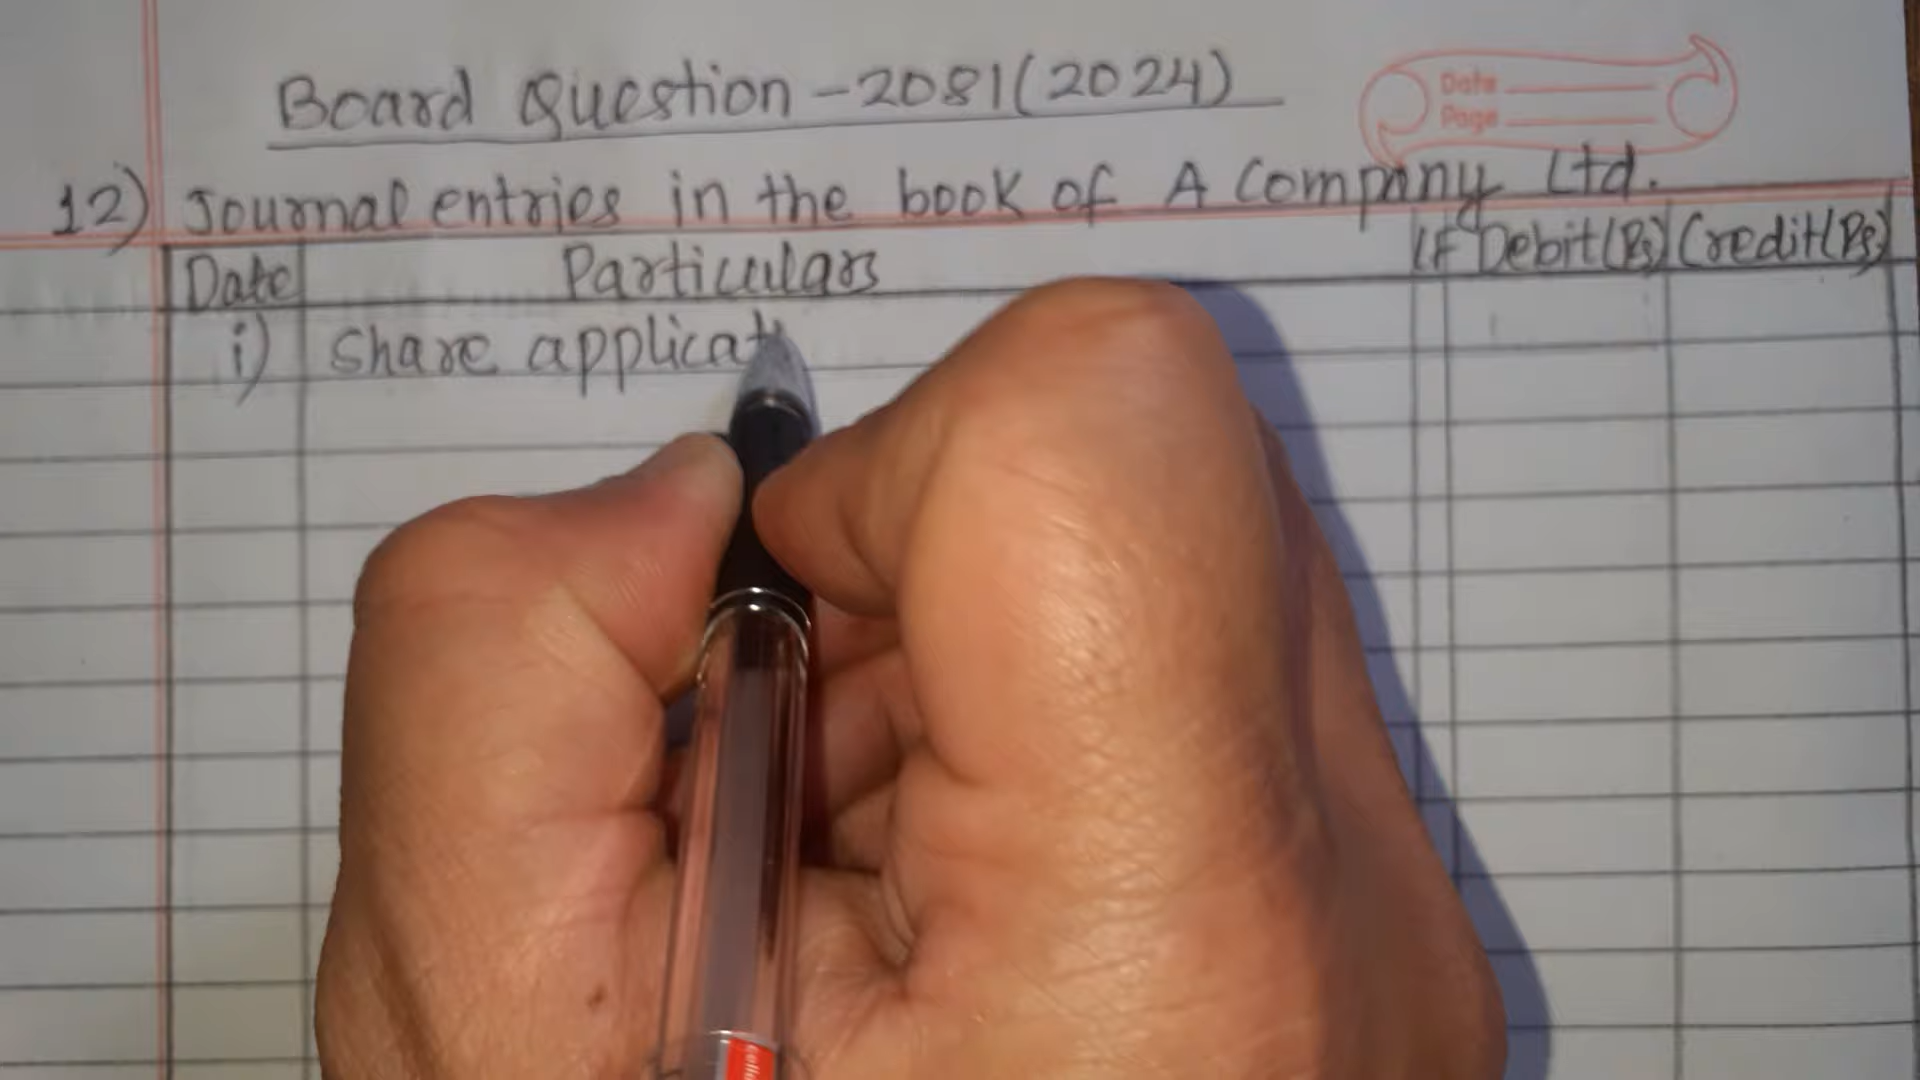 Board Question - 2081(2024)
Date
Page
12) Journal entries in the book of A Company Ltd.
Date Particulars LF Debit(Rs) Credit(Rs)
i) Share applicat